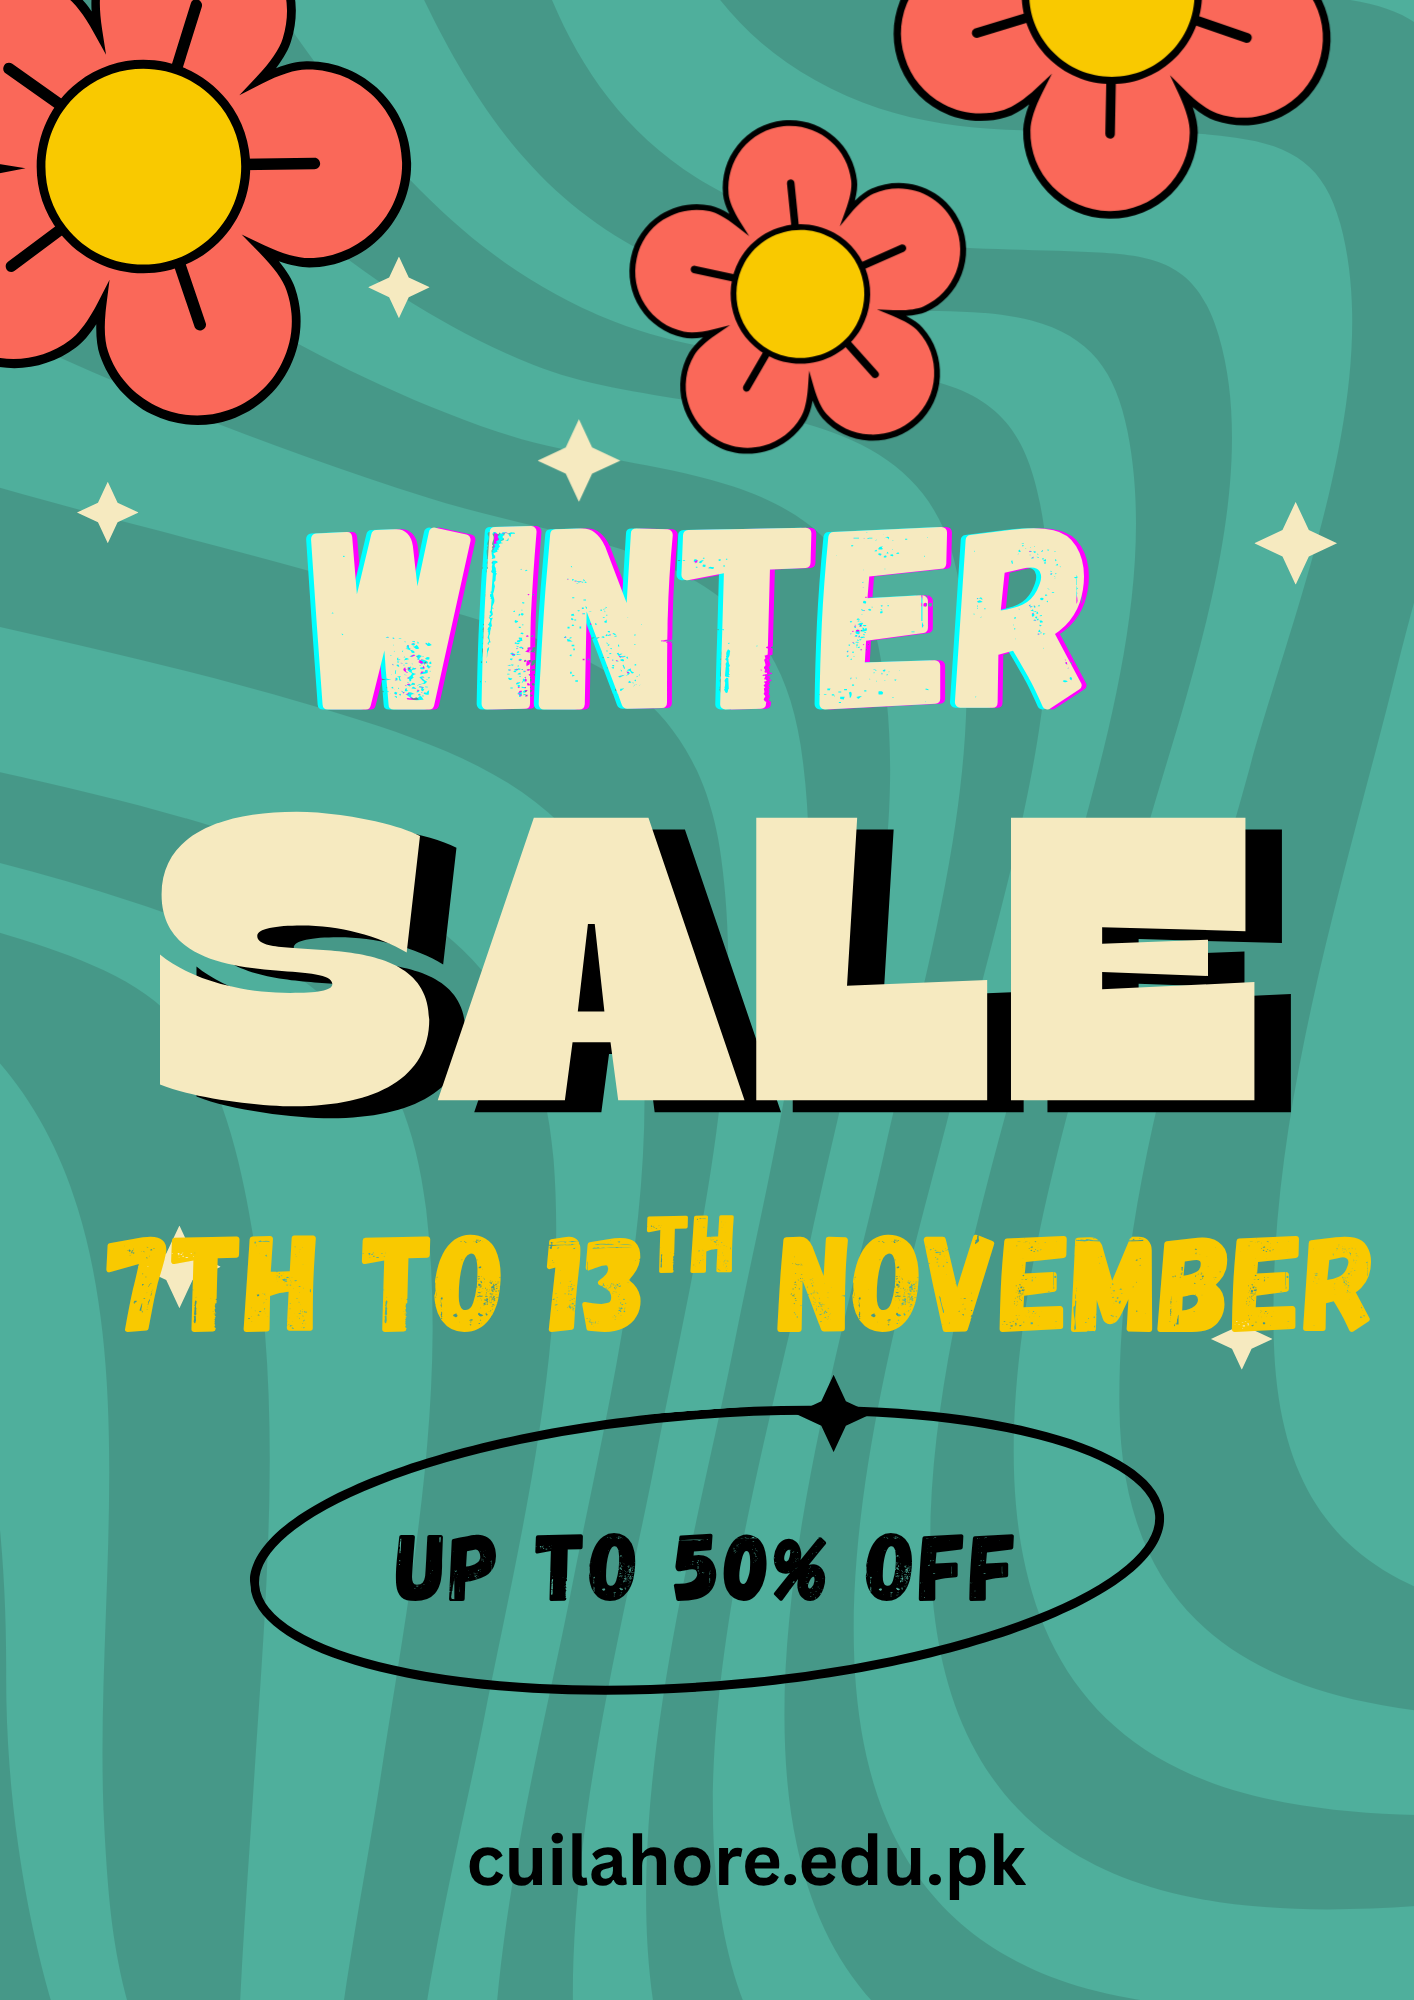 WINTER
SALE
7TH TO 13TH NOVEMBER
UP TO 50% OFF
cuilahore.edu.pk